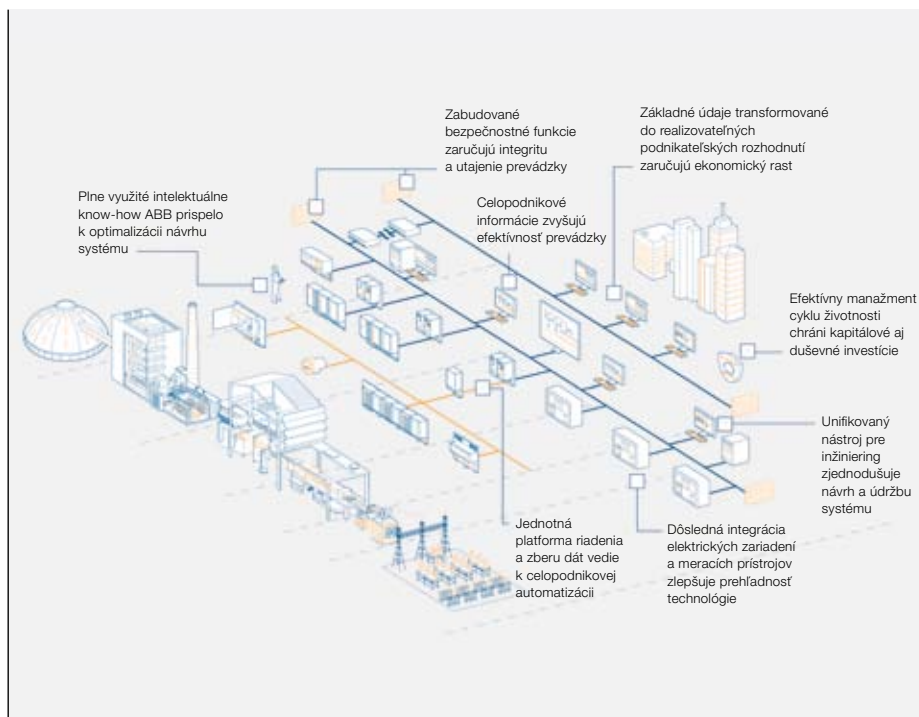 Zabudované
bezpečnostné funkcie
zaručujú integritu
a utajenie prevádzky
Základné údaje transformované
do realizovateľných
podnikateľských rozhodnutí
zaručujú ekonomický rast
Plne využité intelektuálne
know-how ABB prispelo
k optimalizácii návrhu
systému
Celopodnikové
informácie zvyšujú
efektívnosť prevádzky
Efektívny manažment
cyklu životnosti
chráni kapitálové aj
duševné investície
Unifikovaný
nástroj pre
inžiniering
zjednodušuje
návrh a údržbu
systému
Jednotná
platforma riadenia
a zberu dát vedie
k celopodnikovej
automatizácii
Dôsledná integrácia
elektrických zariadení
a meracích prístrojov
zlepšuje prehľadnosť
technológie